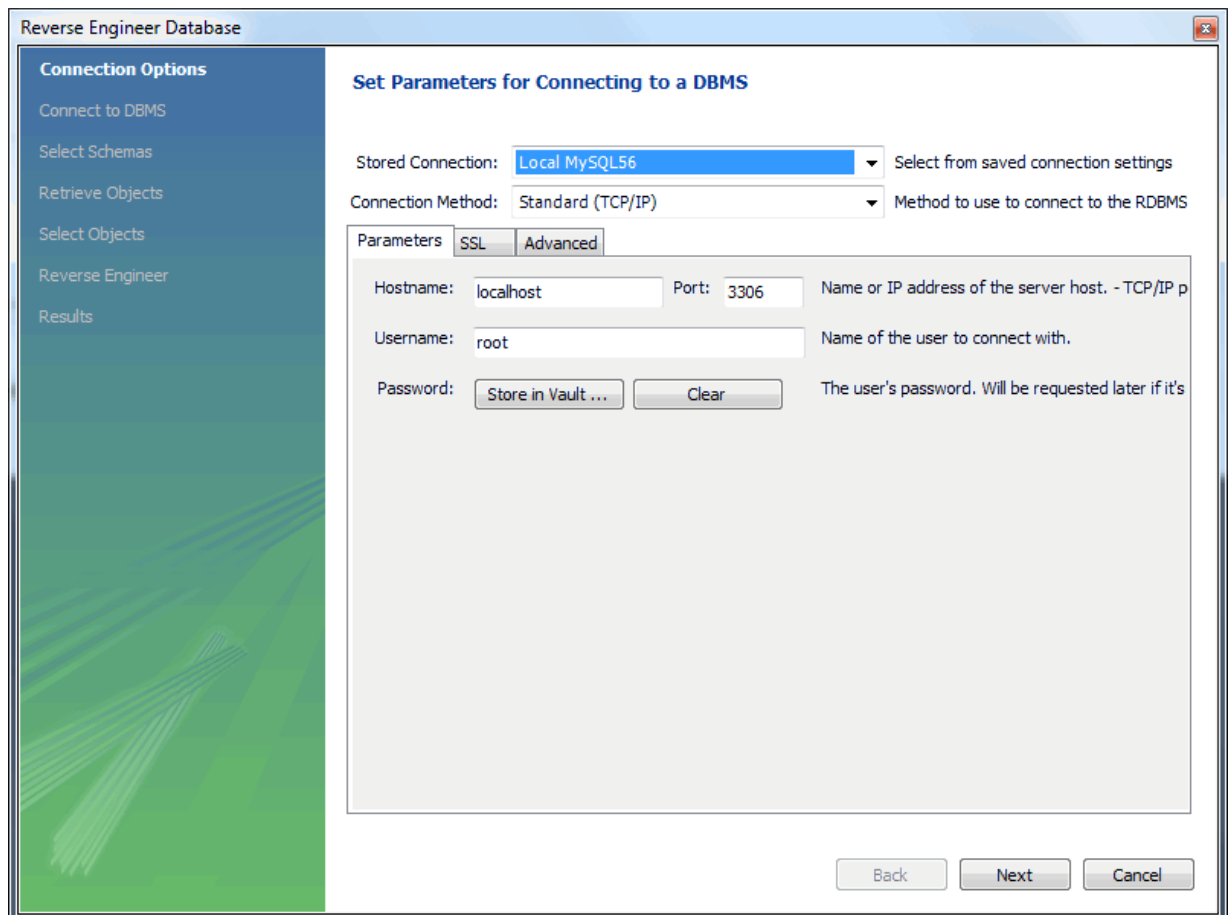 Reverse Engineer Database
Connection Options
Connect to DBMS
Select Schemas
Retrieve Objects
Select Objects
Reverse Engineer
Results
Set Parameters for Connecting to a DBMS
Stored Connection: Local MySQL56 Select from saved connection settings
Connection Method: Standard (TCP/IP) Method to use to connect to the RDBMS
Parameters SSL Advanced
Hostname: localhost Port: 3306 Name or IP address of the server host. - TCP/IP p
Username: root Name of the user to connect with.
Password: Store in Vault ... Clear The user's password. Will be requested later if it's
Back Next Cancel